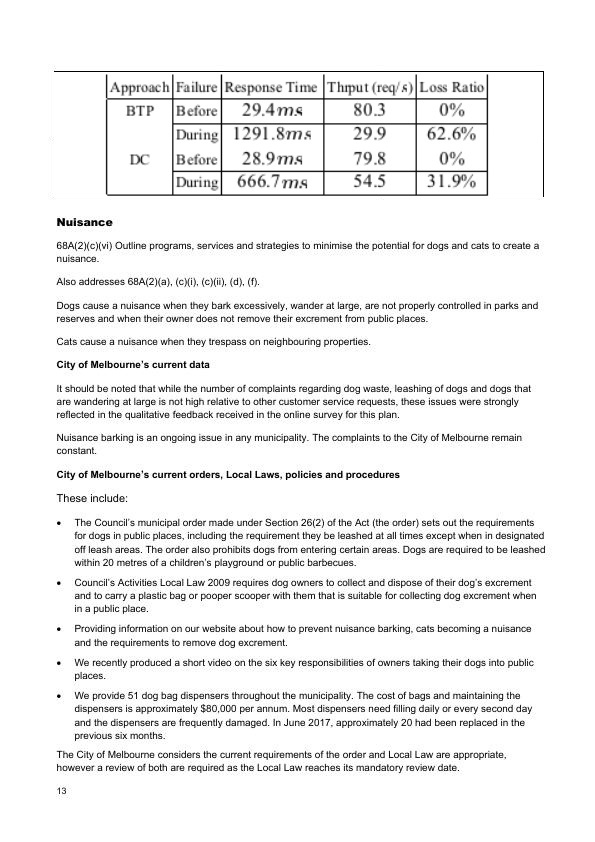 Approach Failure Response Time Thrput (req/s) Loss Ratio
BTP Before 29.4ms 80.3 0%
During 1291.8ms 29.9 62.6%
DC Before 28.9ms 79.8 0%
During 666.7ms 54.5 31.9%
Nuisance
68A(2)(c)(vi) Outline programs, services and strategies to minimise the potential for dogs and cats to create a
nuisance.
Also addresses 68A(2)(a), (c)(i), (c)(ii), (d), (f).
Dogs cause a nuisance when they bark excessively, wander at large, are not properly controlled in parks and
reserves and when their owner does not remove their excrement from public places.
Cats cause a nuisance when they trespass on neighbouring properties.
City of Melbourne's current data
It should be noted that while the number of complaints regarding dog waste, leashing of dogs and dogs that
are wandering at large is not high relative to other customer service requests, these issues were strongly
reflected in the qualitative feedback received in the online survey for this plan.
Nuisance barking is an ongoing issue in any municipality. The complaints to the City of Melbourne remain
constant.
City of Melbourne's current orders, Local Laws, policies and procedures
These include:
• The Council's municipal order made under Section 26(2) of the Act (the order) sets out the requirements
for dogs in public places, including the requirement they be leashed at all times except when in designated
off leash areas. The order also prohibits dogs from entering certain areas. Dogs are required to be leashed
within 20 metres of a children's playground or public barbecues.
• Council's Activities Local Law 2009 requires dog owners to collect and dispose of their dog's excrement
and to carry a plastic bag or pooper scooper with them that is suitable for collecting dog excrement when
in a public place.
• Providing information on our website about how to prevent nuisance barking, cats becoming a nuisance
and the requirements to remove dog excrement.
• We recently produced a short video on the six key responsibilities of owners taking their dogs into public
places.
• We provide 51 dog bag dispensers throughout the municipality. The cost of bags and maintaining the
dispensers is approximately $80,000 per annum. Most dispensers need filling daily or every second day
and the dispensers are frequently damaged. In June 2017, approximately 20 had been replaced in the
previous six months.
The City of Melbourne considers the current requirements of the order and Local Law are appropriate,
however a review of both are required as the Local Law reaches its mandatory review date.
13